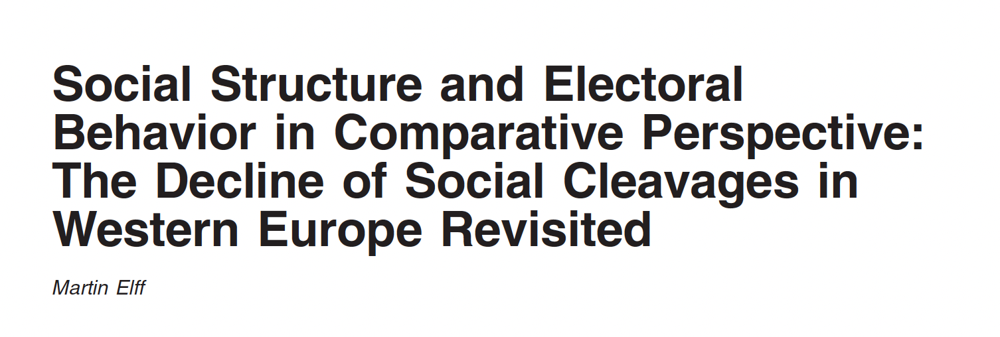 Social Structure and Electoral
Behavior in Comparative Perspective:
The Decline of Social Cleavages in
Western Europe Revisited
Martin Elff